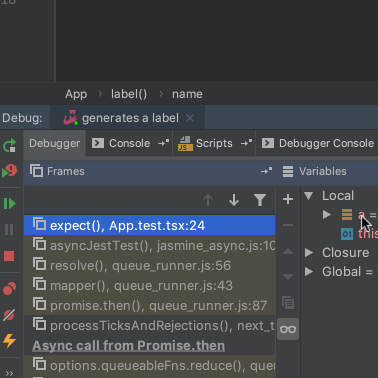 App › label() › name
Debug: generates a label ×
Debugger Console Scripts Debugger Console
Frames Variables
expect(), App.test.tsx:24
asyncJestTest(), jasmine_async.js:10
resolve(), queue_runner.js:56
mapper(), queue_runner.js:43
promise.then(), queue_runner.js:87
processTicksAndRejections(), next_t
Async call from Promise.then
options.queueableFns.reduce(), que
Local
a =
01 this
Closure
Global =